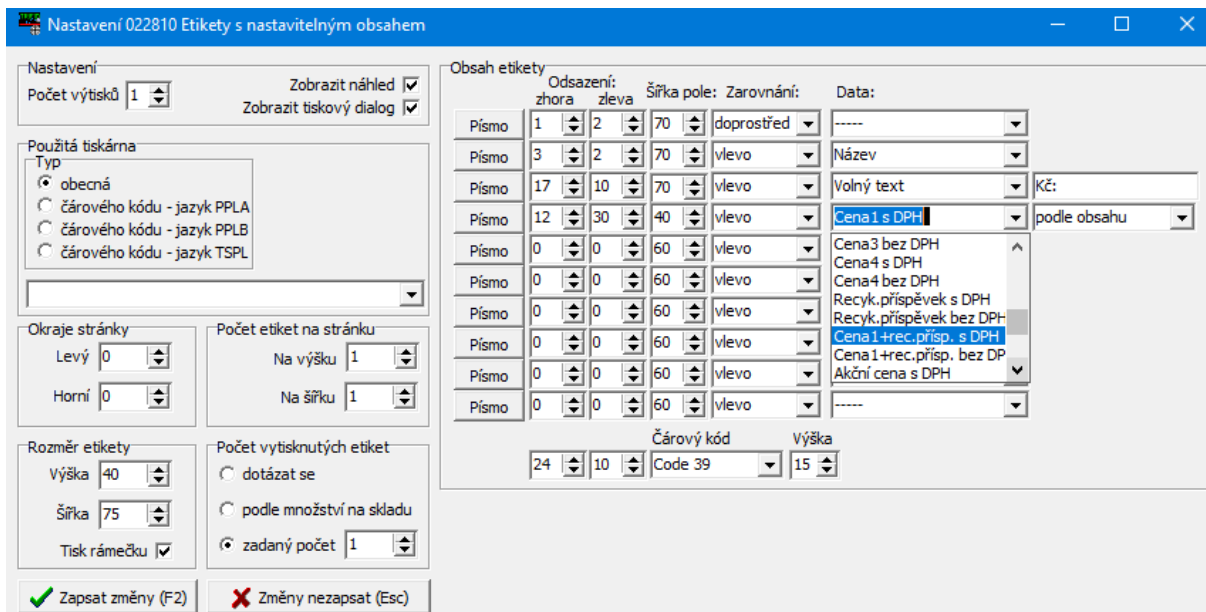 Nastavení 022810 Etikety s nastavitelným obsahem
Nastavení
Počet výtisků 1
Zobrazit náhled
Zobrazit tiskový dialog
Použitá tiskárna
Typ
obecná
čárového kódu - jazyk PPLA
čárového kódu - jazyk PPLB
čárového kódu - jazyk TSPL
Okraje stránky
Levý 0
Horní 0
Počet etiket na stránku
Na výšku 1
Na šířku 1
Rozměr etikety
Výška 40
Šířka 75
Tisk rámečku
Počet vytisknutých etiket
dotázat se
podle množství na skladu
zadaný počet 1
Zapsat změny (F2)
Změny nezapsat (Esc)
Obsah etikety
Odsazení:
zhora zleva Šířka pole: Zarovnání: Data:
Písmo 1 2 70 doprostřed -----
Písmo 3 2 70 vlevo Název
Písmo 17 10 70 vlevo Volný text Kč:
Písmo 12 30 40 vlevo Cena1 s DPH podle obsahu
Písmo 0 0 60 vlevo
Písmo 0 0 60 vlevo
Písmo 0 0 60 vlevo
Písmo 0 0 60 vlevo
Písmo 0 0 60 vlevo
Písmo 0 0 60 vlevo -----
Cena3 bez DPH
Cena4 s DPH
Cena4 bez DPH
Recyk.příspěvek s DPH
Recyk.příspěvek bez DPH
Cena1+rec.přísp. s DPH
Cena1+rec.přísp. bez DP
Akční cena s DPH
Čárový kód Výška
24 10 Code 39 15